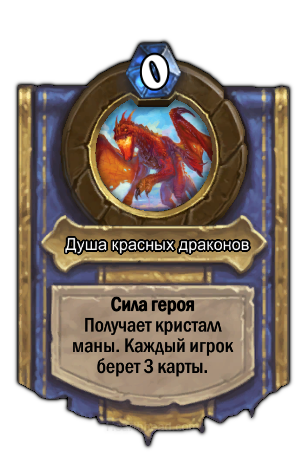 0
Душа красных драконов
Сила героя
Получает кристалл
маны. Каждый игрок
берет 3 карты.